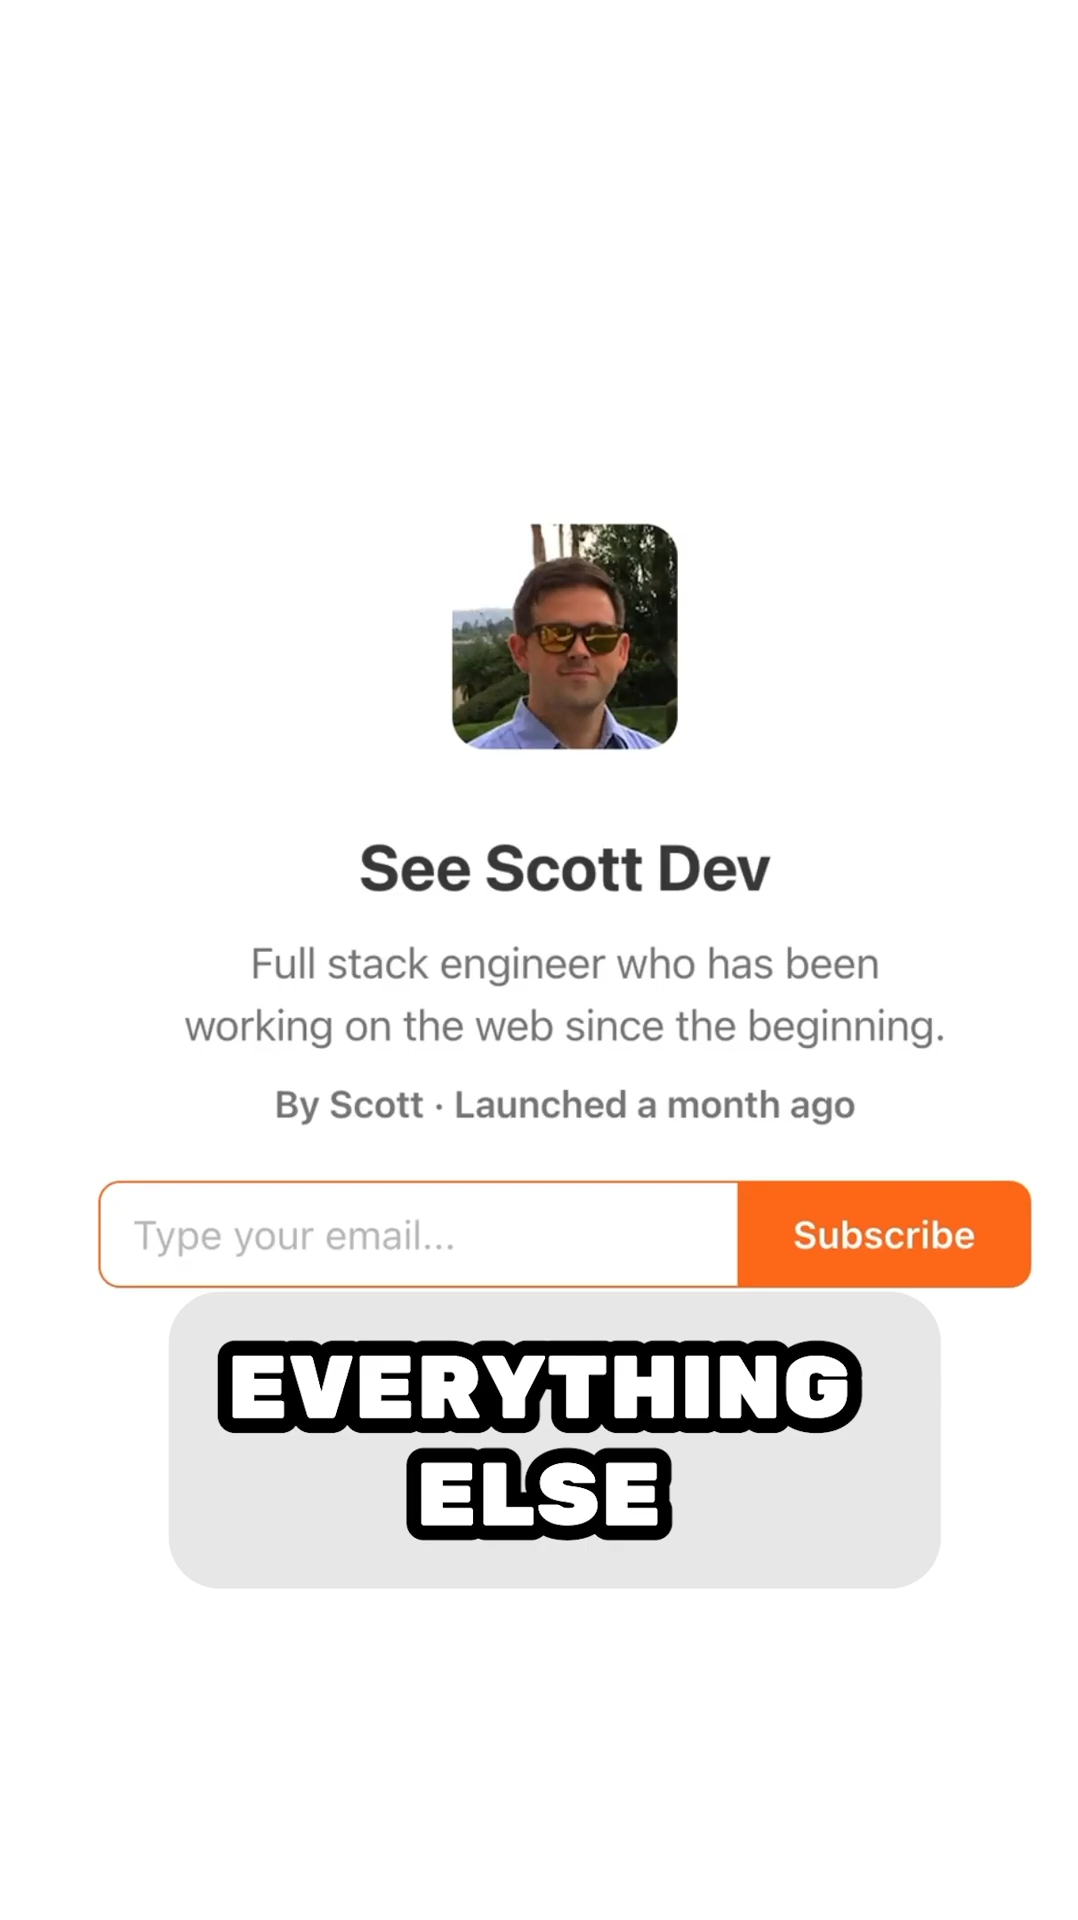 See Scott Dev
Full stack engineer who has been
working on the web since the beginning.
By Scott · Launched a month ago
Type your email...
Subscribe
EVERYTHING
ELSE